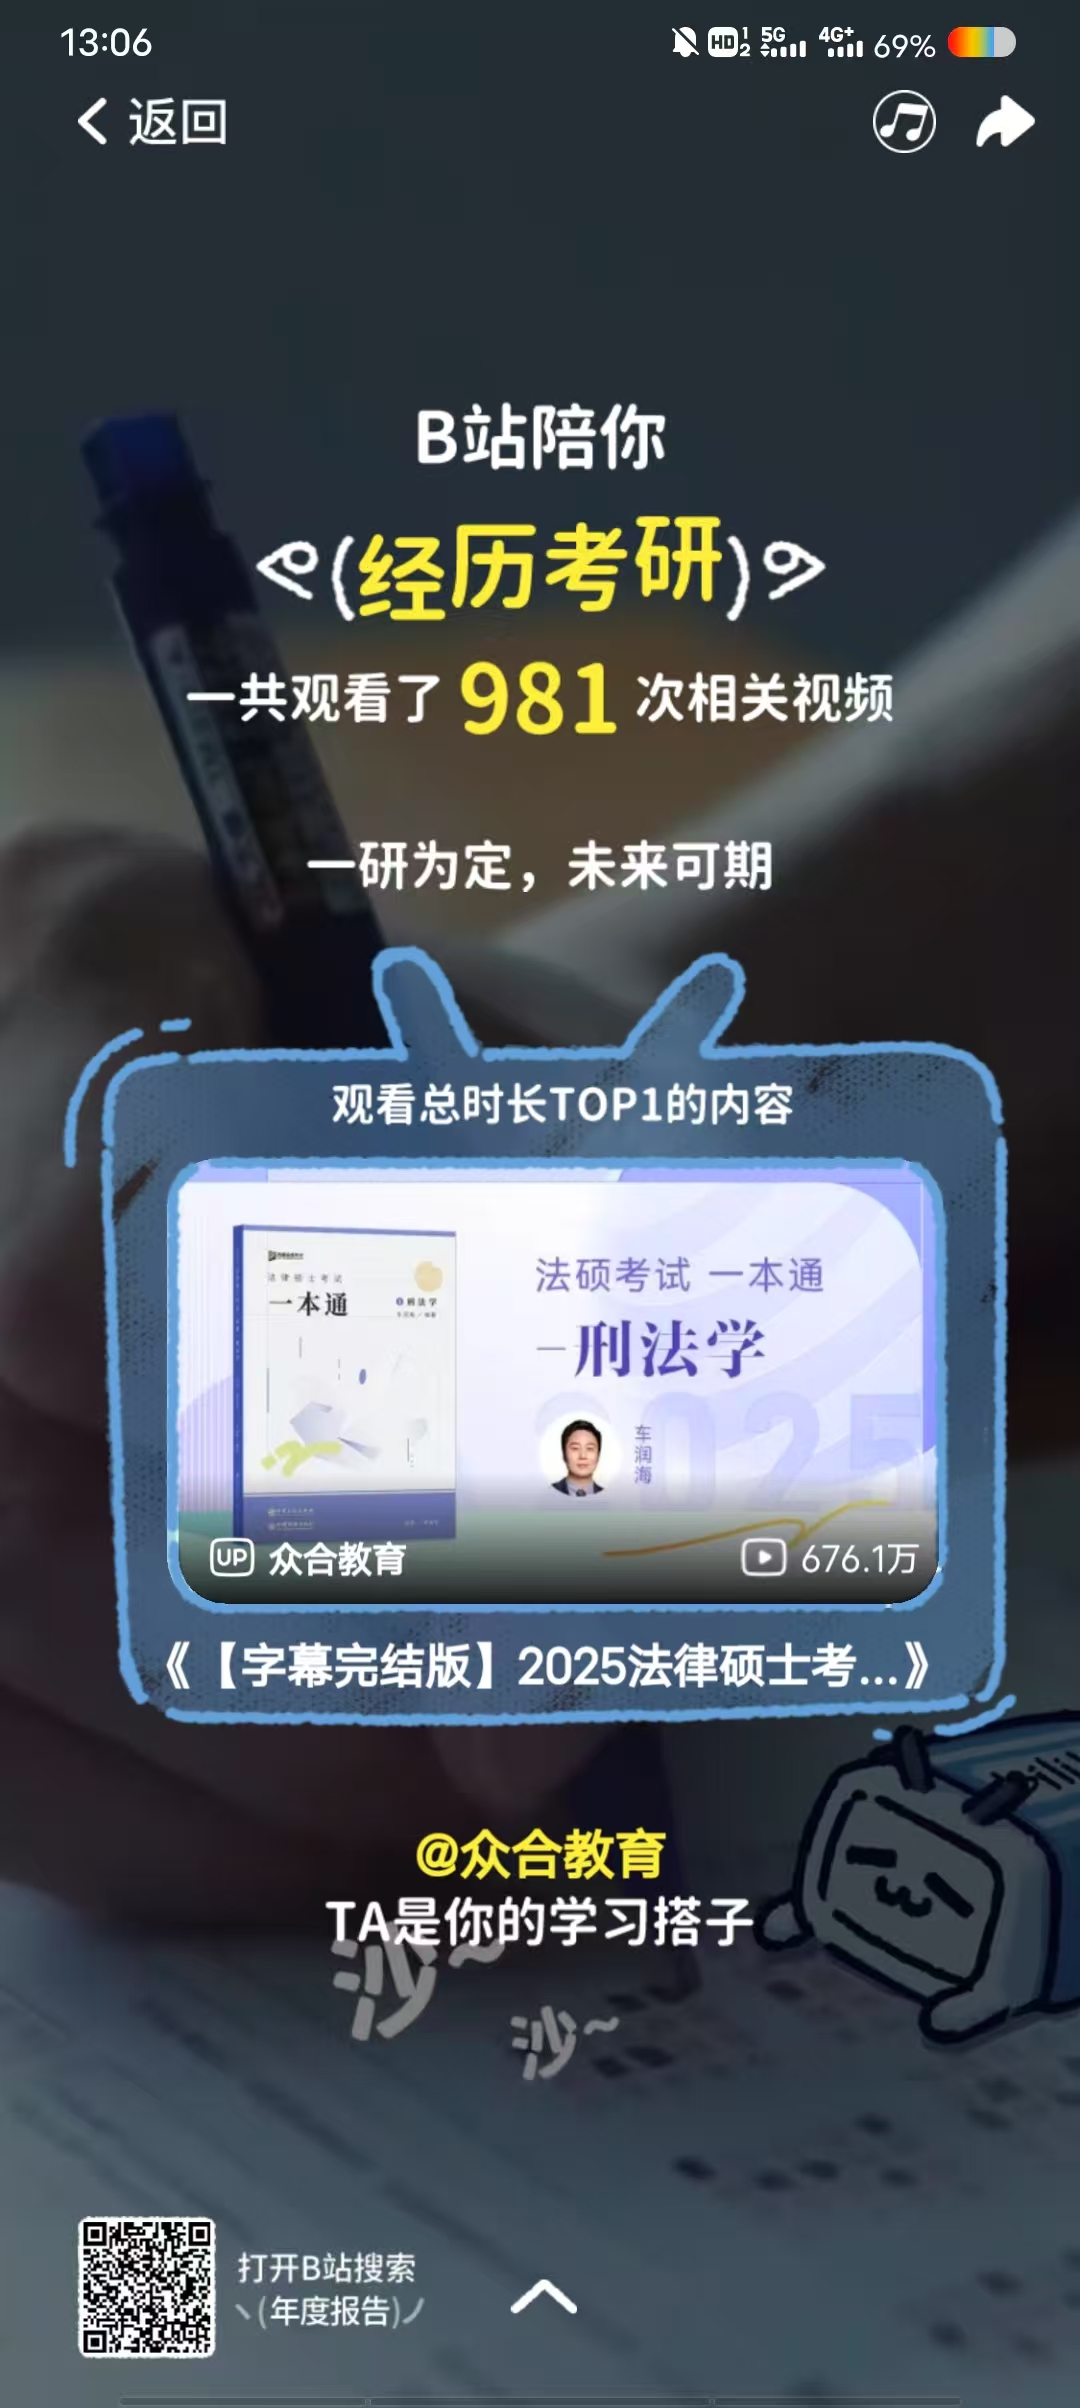 13:06
HD 1 2 5G 4G+ 69%
返回
B站陪你
(经历考研)
一共观看了 981 次相关视频
一研为定，未来可期
观看总时长TOP1的内容
法律硕士考试
一本通
刑法学
法硕考试 一本通
—刑法学
2025
车润海
UP 众合教育
676.1万
《【字幕完结版】2025法律硕士考...》
bili
@众合教育
TA是你的学习搭子
沙~
沙~
打开B站搜索
(年度报告)